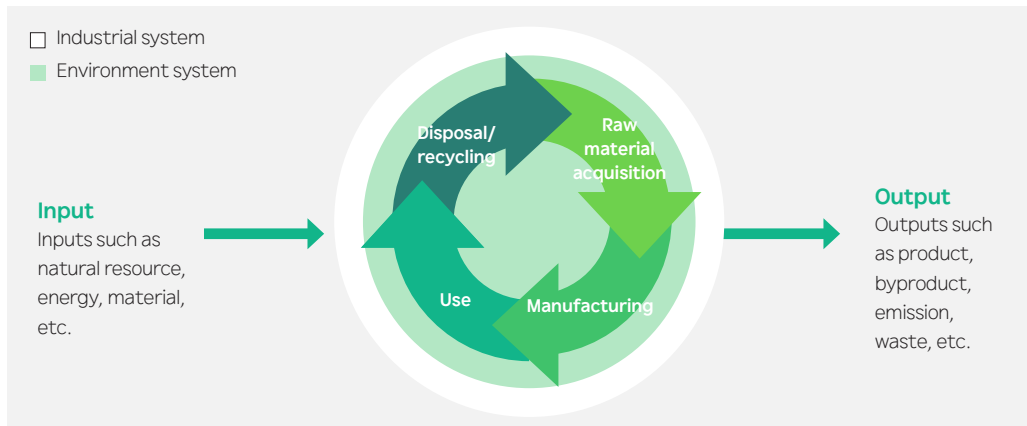 Industrial system
Environment system
Disposal/
recycling
Raw
material
acquisition
Input
Inputs such as
natural resource,
energy, material,
etc.
Output
Outputs such
as product,
byproduct,
emission,
waste, etc.
Use
Manufacturing